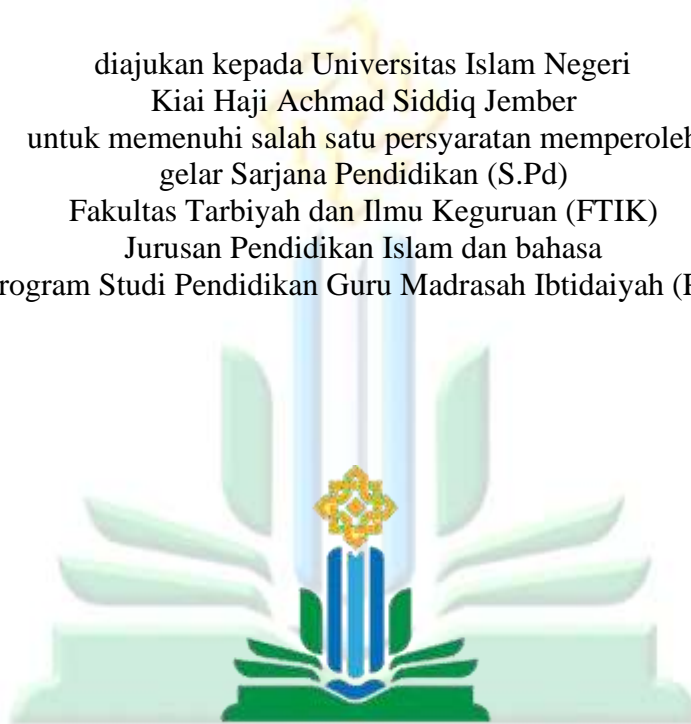 diajukan kepada Universitas Islam Negeri
Kiai Haji Achmad Siddiq Jember
untuk memenuhi salah satu persyaratan memperoleh
gelar Sarjana Pendidikan (S.Pd)
Fakultas Tarbiyah dan Ilmu Keguruan (FTIK)
Jurusan Pendidikan Islam dan bahasa
rogram Studi Pendidikan Guru Madrasah Ibtidaiyah (